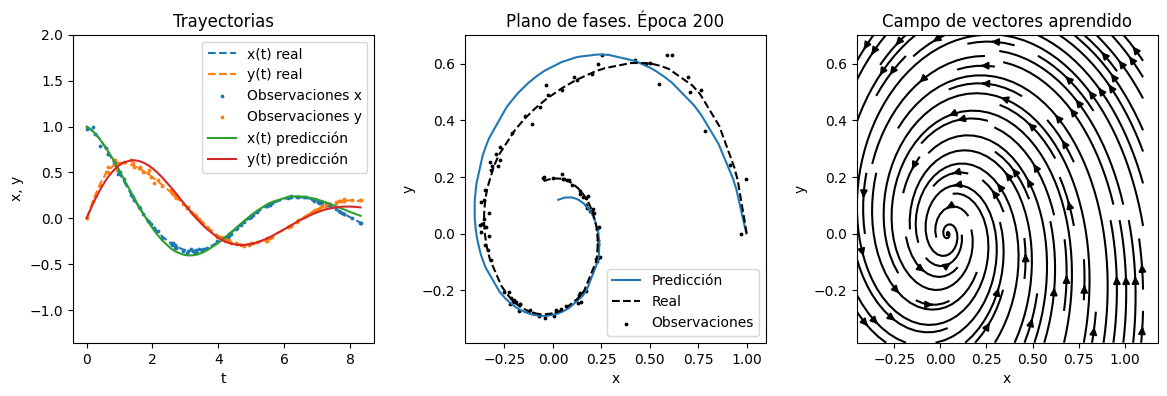 Trayectorias
2.0
1.5
1.0
0.5
0.0
−0.5
−1.0
x, y
0
2
4
6
8
t
x(t) real
y(t) real
Observaciones x
Observaciones y
x(t) predicción
y(t) predicción
Plano de fases. Época 200
0.6
0.4
0.2
0.0
−0.2
y
−0.25
0.00
0.25
0.50
0.75
1.00
x
Predicción
Real
Observaciones
Campo de vectores aprendido
0.6
0.4
0.2
0.0
−0.2
y
−0.25
0.00
0.25
0.50
0.75
1.00
x